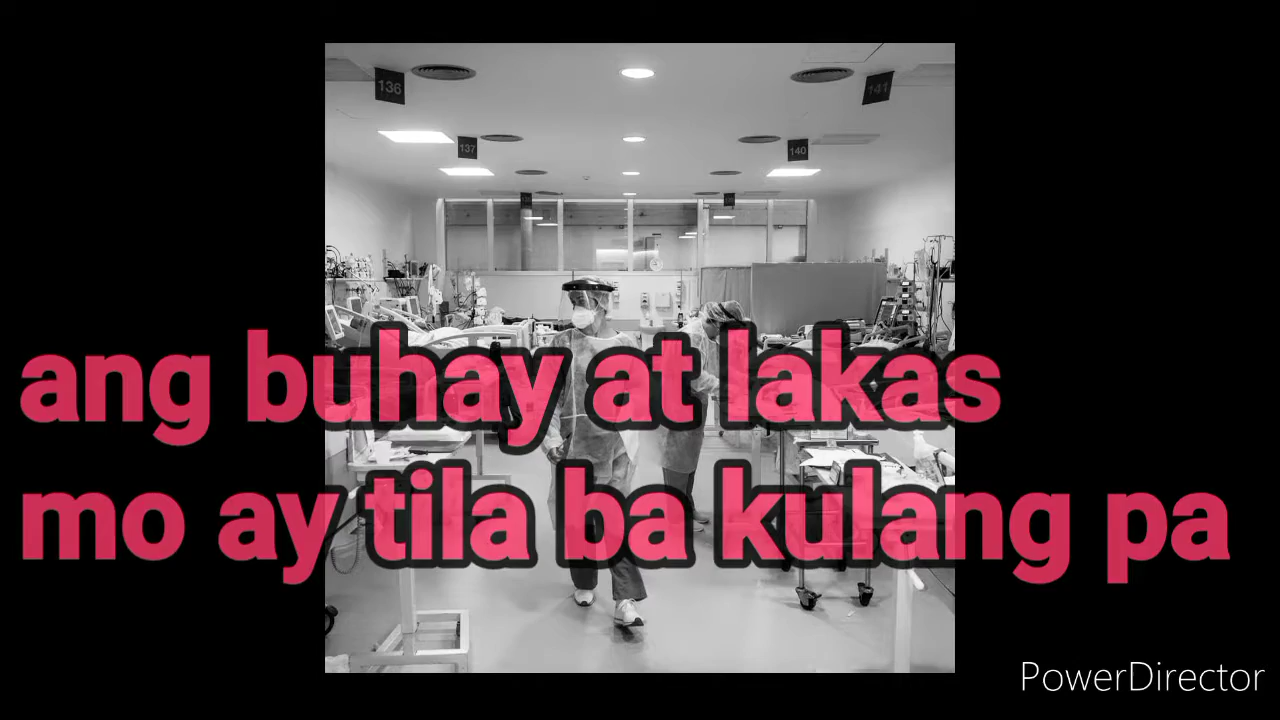 136
141
137
140
ang buhay at lakas
mo ay tila ba kulang pa
PowerDirector